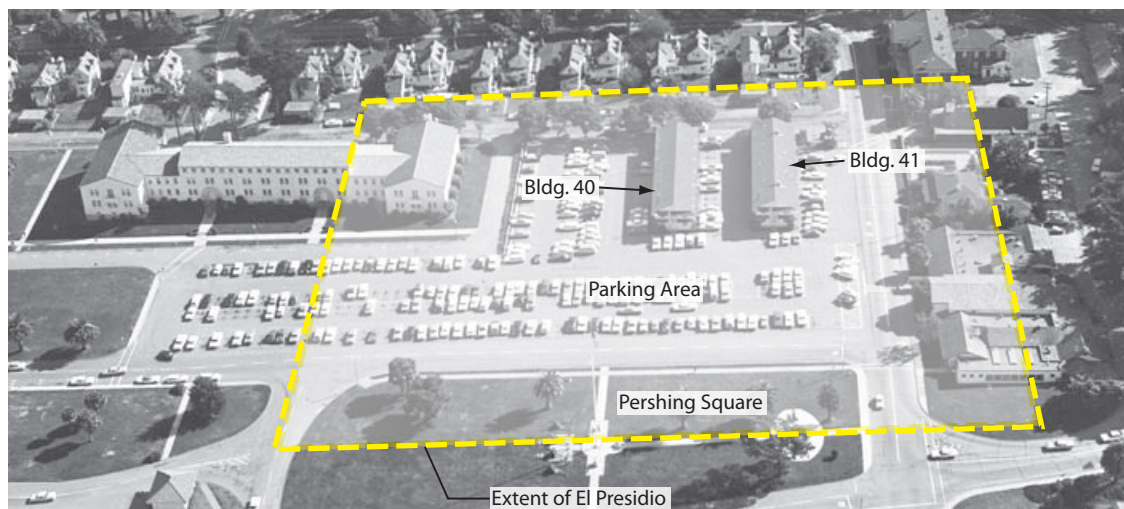 Bldg. 41
Bldg. 40
Parking Area
Pershing Square
Extent of El Presidio